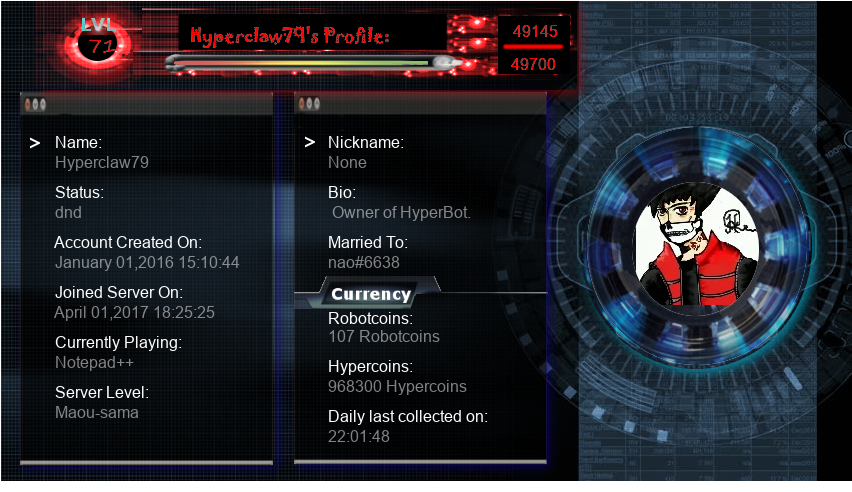 LVL
71
Hyperclaw79's Profile:
49145
49700
> Name:
Hyperclaw79
Status:
dnd
Account Created On:
January 01,2016 15:10:44
Joined Server On:
April 01,2017 18:25:25
Currently Playing:
Notepad++
Server Level:
Maou-sama
> Nickname:
None
Bio:
Owner of HyperBot.
Married To:
nao#6638
Currency
Robotcoins:
107 Robotcoins
Hypercoins:
968300 Hypercoins
Daily last collected on:
22:01:48